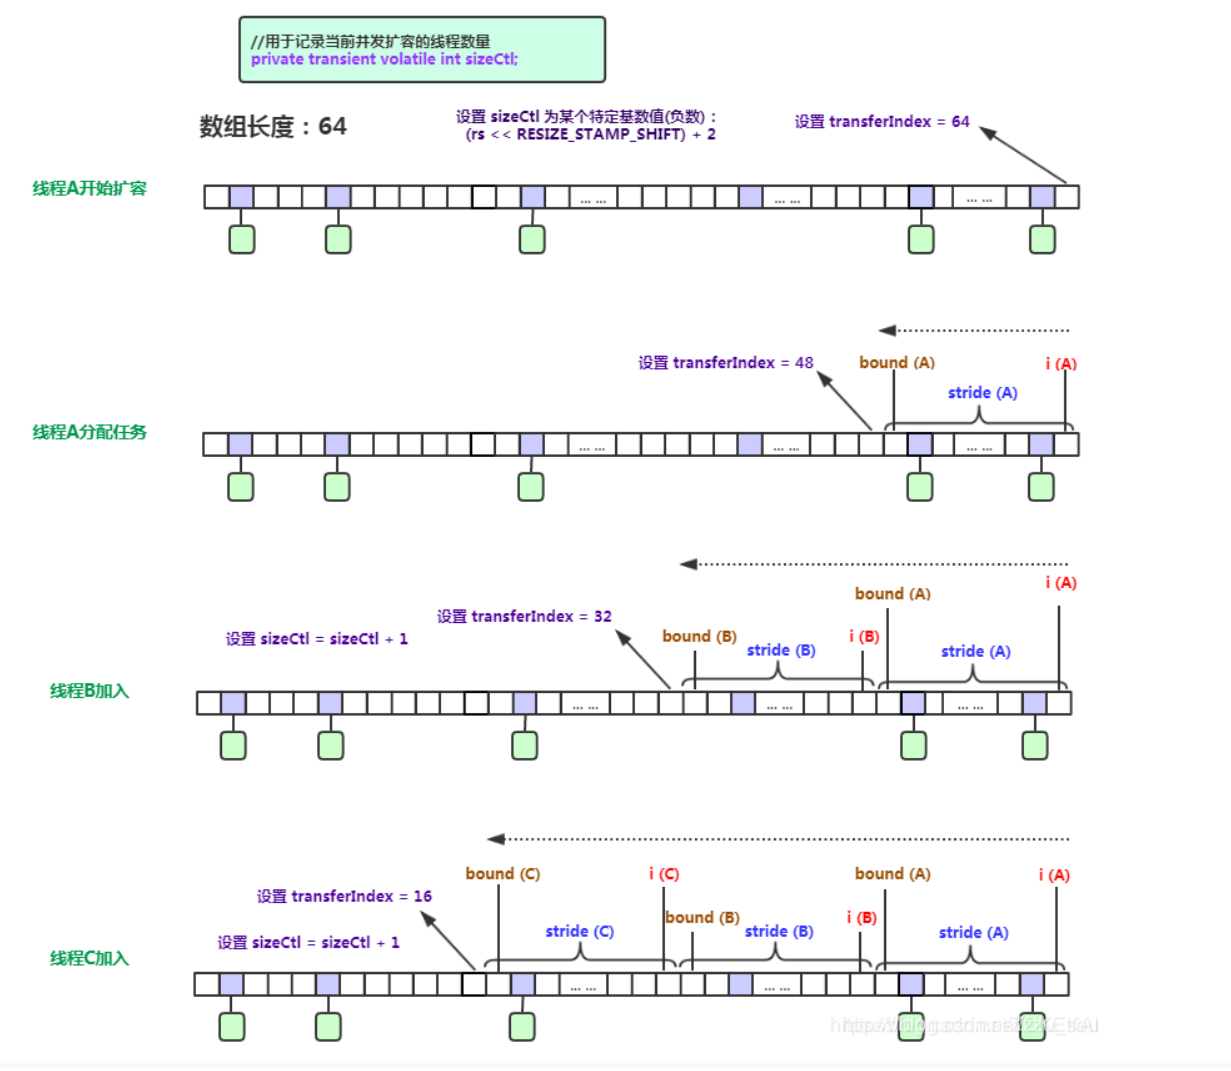 //用于记录当前并发扩容的线程数量
private transient volatile int sizeCtl;
数组长度：64
设置 sizeCtl 为某个特定基数值(负数)：
(rs << RESIZE_STAMP_SHIFT) + 2
设置 transferIndex = 64
线程A开始扩容
... ...
... ...
... ...
设置 transferIndex = 48
bound (A)
i (A)
stride (A)
线程A分配任务
... ...
... ...
... ...
i (A)
bound (A)
设置 transferIndex = 32
设置 sizeCtl = sizeCtl + 1
bound (B)
i (B)
stride (B)
stride (A)
线程B加入
... ...
... ...
... ...
bound (C)
i (C)
bound (A)
i (A)
设置 transferIndex = 16
bound (B)
i (B)
设置 sizeCtl = sizeCtl + 1
stride (C)
stride (B)
stride (A)
线程C加入
... ...
... ...
... ...